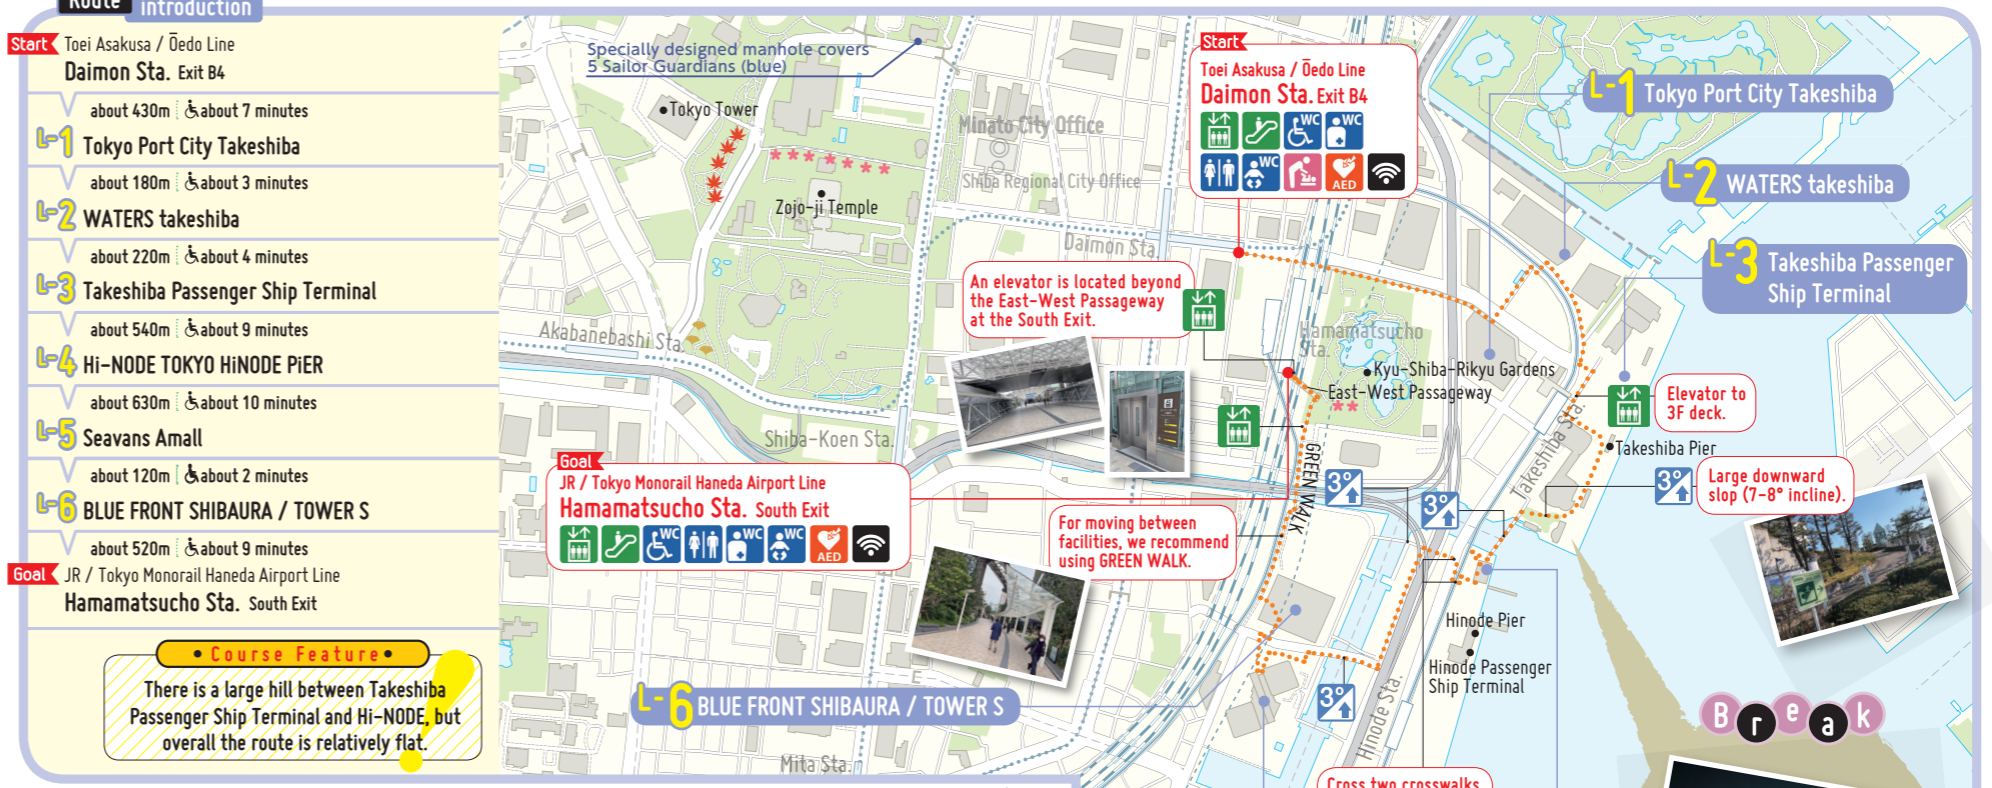 Route introduction
Start Toei Asakusa / Ōedo Line
Daimon Sta. Exit B4
about 430m about 7 minutes
L-1 Tokyo Port City Takeshiba
about 180m about 3 minutes
L-2 WATERS takeshiba
about 220m about 4 minutes
L-3 Takeshiba Passenger Ship Terminal
about 540m about 9 minutes
L-4 Hi-NODE TOKYO HiNODE PiER
about 630m about 10 minutes
L-5 Seavans Amall
about 120m about 2 minutes
L-6 BLUE FRONT SHIBAURA / TOWER S
about 520m about 9 minutes
Goal JR / Tokyo Monorail Haneda Airport Line
Hamamatsucho Sta. South Exit
• Course Feature •
There is a large hill between Takeshiba
Passenger Ship Terminal and Hi-NODE, but
overall the route is relatively flat.
Specially designed manhole covers
5 Sailor Guardians (blue)
Tokyo Tower
Zojo-ji Temple
Minato City Office
Shiba Regional City Office
Daimon Sta.
Akabanebashi Sta.
Shiba-Koen Sta.
Mita Sta.
Start
Toei Asakusa / Ōedo Line
Daimon Sta. Exit B4
WC
WC
WC
AED
An elevator is located beyond
the East-West Passageway
at the South Exit.
Hamamatsucho
Sta.
Kyu-Shiba-Rikyu Gardens
East-West Passageway
GREEN WALK
Goal
JR / Tokyo Monorail Haneda Airport Line
Hamamatsucho Sta. South Exit
WC
WC
WC
AED
For moving between
facilities, we recommend
using GREEN WALK.
L-6 BLUE FRONT SHIBAURA / TOWER S
L-1 Tokyo Port City Takeshiba
L-2 WATERS takeshiba
L-3 Takeshiba Passenger
Ship Terminal
Elevator to
3F deck.
Takeshiba Sta.
Takeshiba Pier
3°
Large downward
slop (7-8° incline).
3°
3°
3°
Hinode Pier
Hinode Passenger
Ship Terminal
Hinode Sta.
Break
Cross two crosswalks